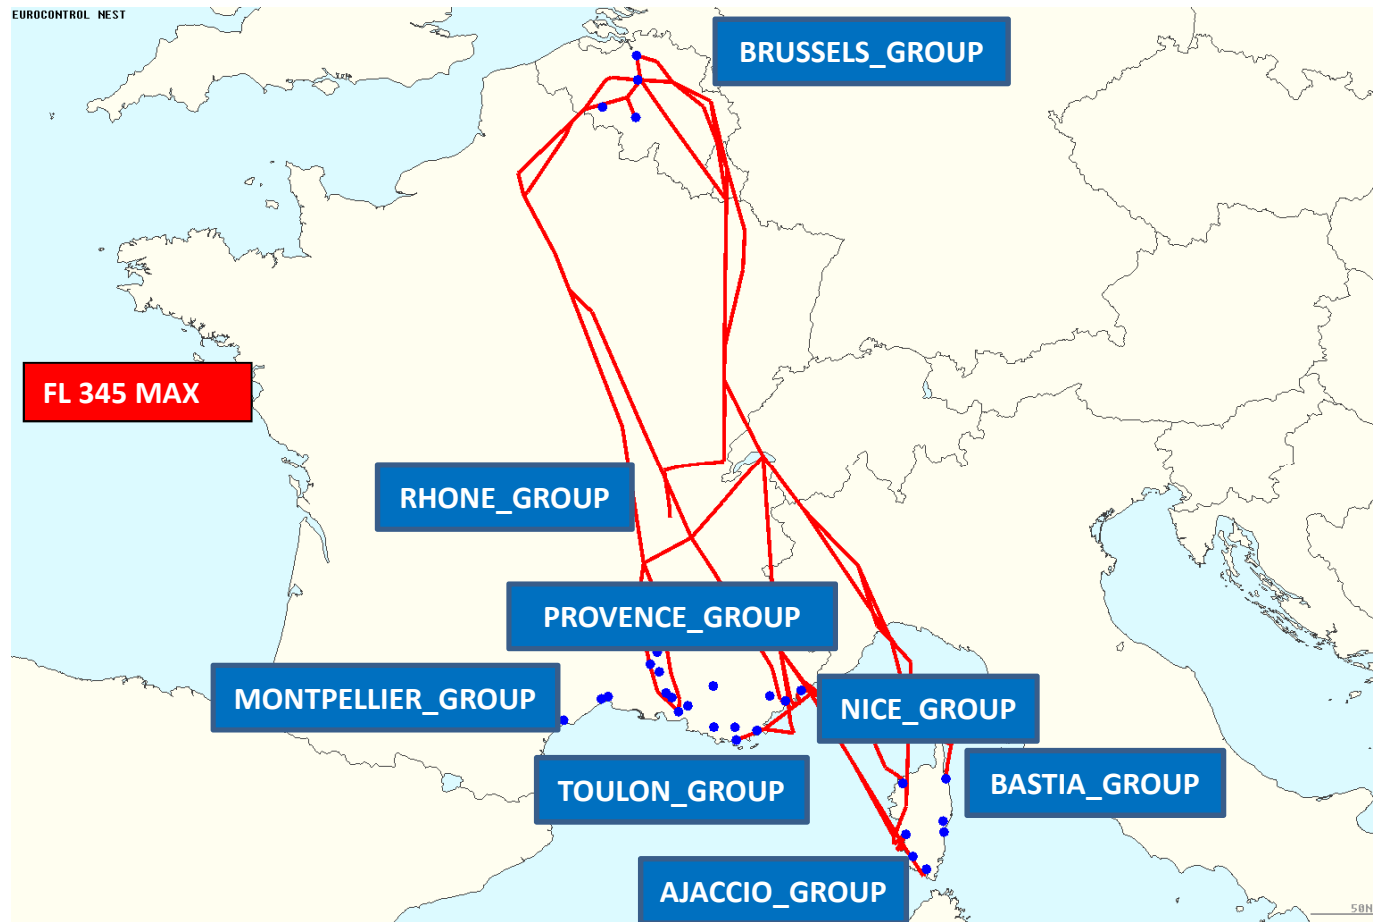 EUROCONTROL NEST
BRUSSELS_GROUP
FL 345 MAX
RHONE_GROUP
PROVENCE_GROUP
MONTPELLIER_GROUP
NICE_GROUP
TOULON_GROUP
BASTIA_GROUP
AJACCIO_GROUP
50N